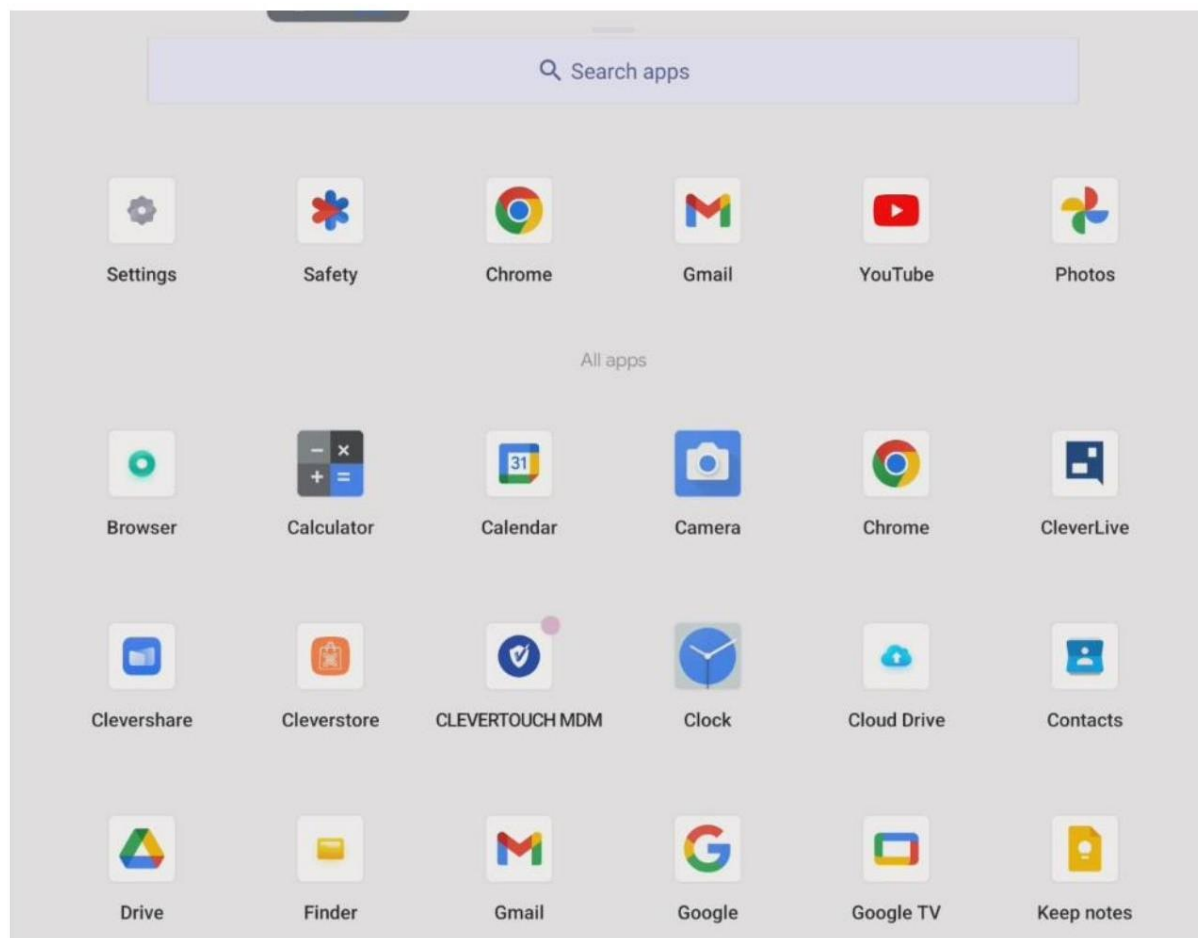 Search apps
Settings Safety Chrome Gmail YouTube Photos
All apps
31
Browser Calculator Calendar Camera Chrome CleverLive
Clevershare Cleverstore CLEVERTOUCH MDM Clock Cloud Drive Contacts
Drive Finder Gmail Google Google TV Keep notes